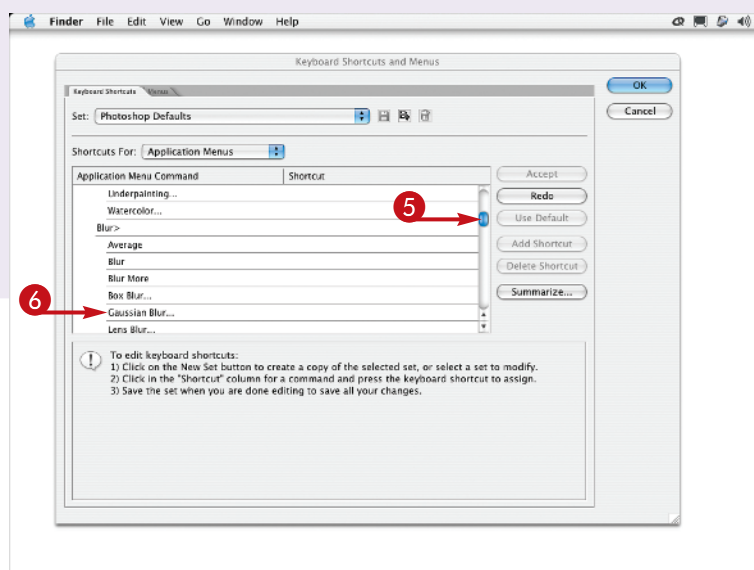 Finder File Edit View Go Window Help
Keyboard Shortcuts and Menus
Keyboard Shortcuts Menus
OK
Set: Photoshop Defaults
Cancel
Shortcuts For: Application Menus
Application Menu Command Shortcut
Accept
Underpainting...
Redo
Watercolor...
5
Use Default
Blur>
Average
Add Shortcut
Blur
Delete Shortcut
Blur More
Box Blur...
Summarize...
6
Gaussian Blur...
Lens Blur...
To edit keyboard shortcuts:
1) Click on the New Set button to create a copy of the selected set, or select a set to modify.
2) Click in the "Shortcut" column for a command and press the keyboard shortcut to assign.
3) Save the set when you are done editing to save all your changes.